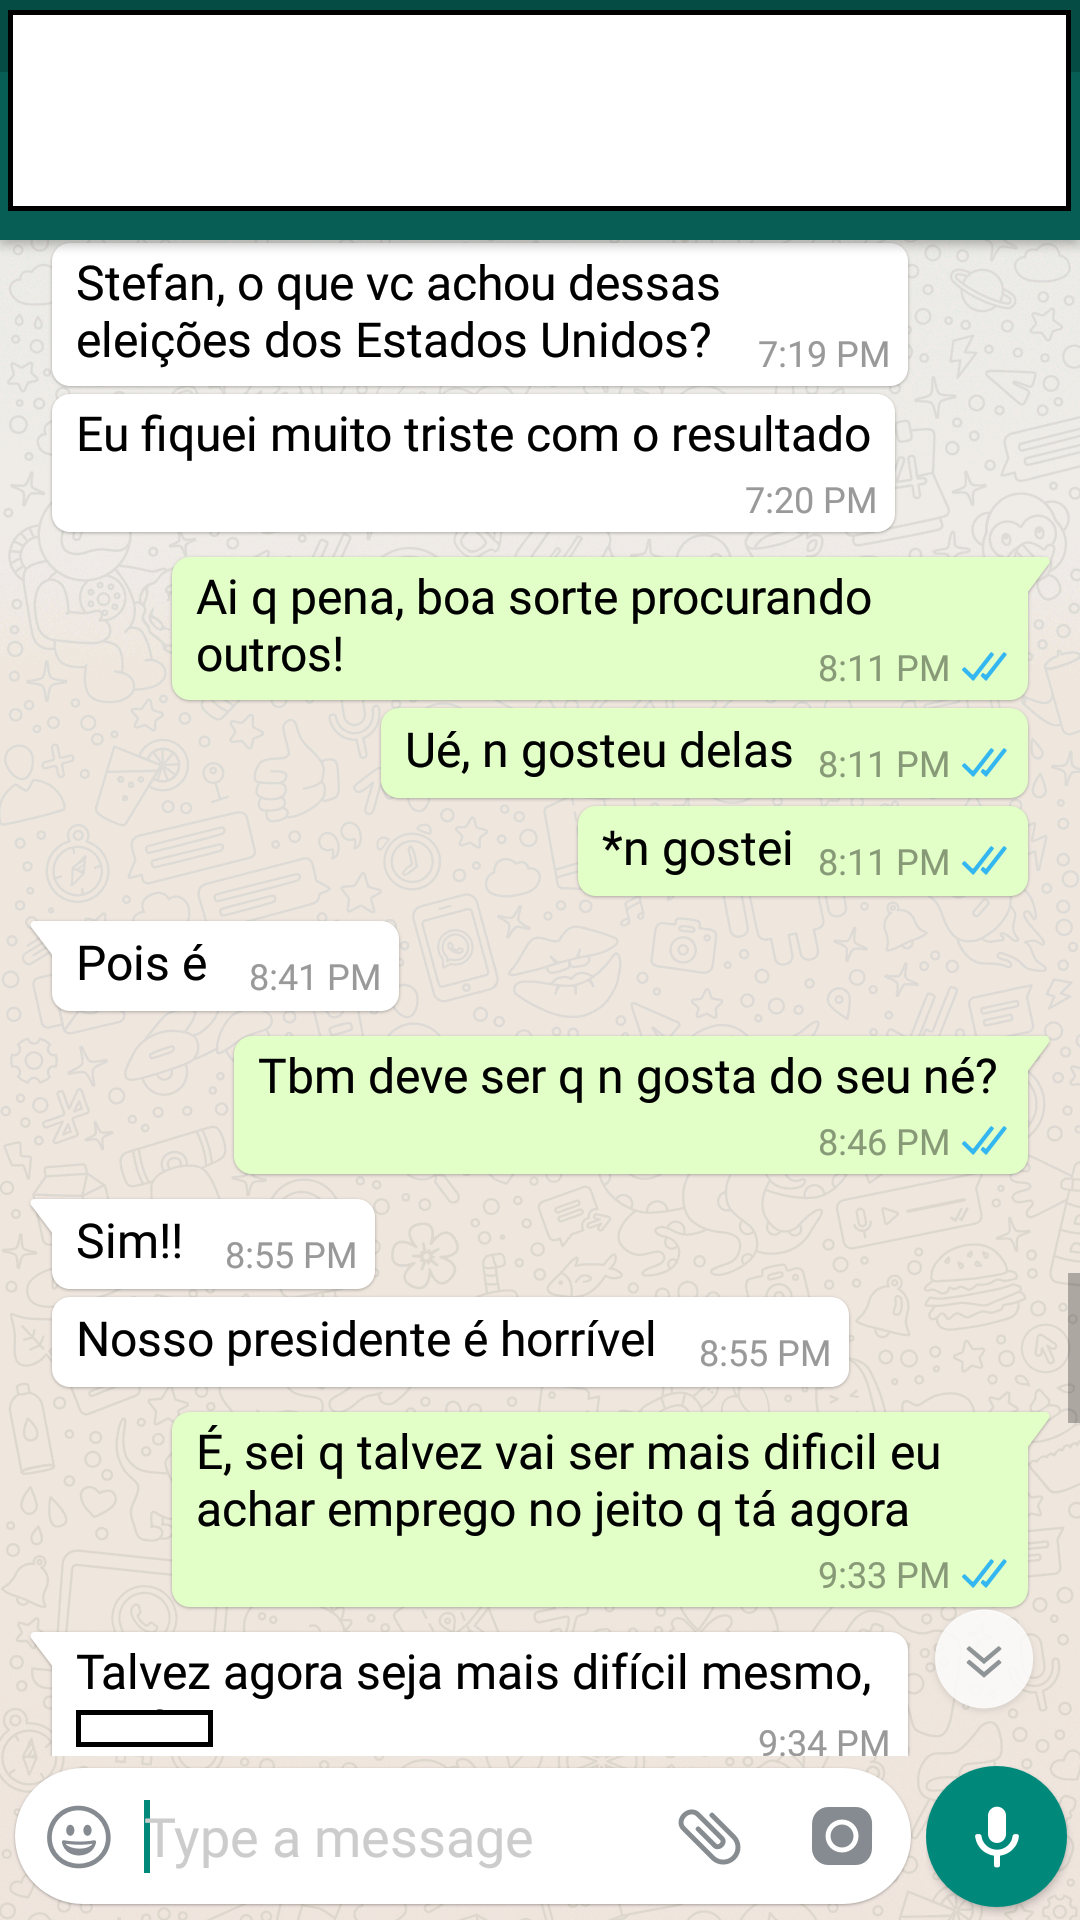 Stefan, o que vc achou dessas
eleições dos Estados Unidos?
7:19 PM
Eu fiquei muito triste com o resultado
7:20 PM
Ai q pena, boa sorte procurando
outros!
8:11 PM
Ué, n gosteu delas
8:11 PM
*n gostei
8:11 PM
Pois é
8:41 PM
Tbm deve ser q n gosta do seu né?
8:46 PM
Sim!!
8:55 PM
Nosso presidente é horrível
8:55 PM
É, sei q talvez vai ser mais dificil eu
achar emprego no jeito q tá agora
9:33 PM
Talvez agora seja mais difícil mesmo,
9:34 PM
Type a message